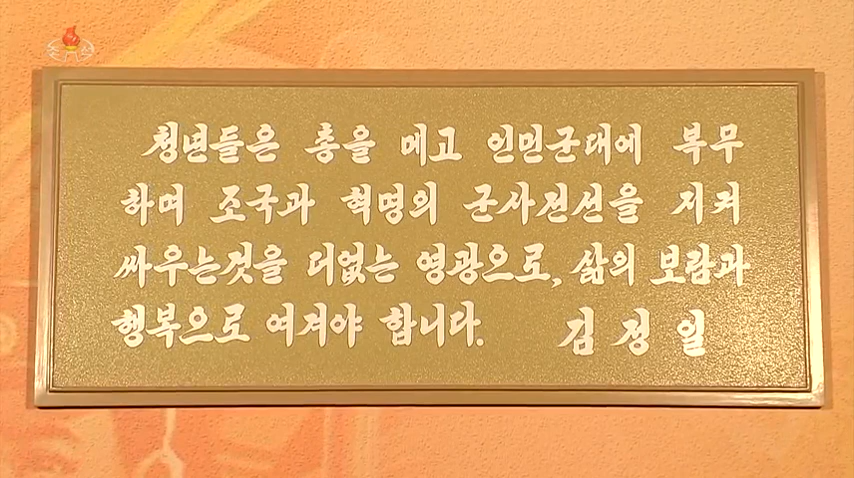 조선
청년들은 총을 메고 인민군대에 복무
하며 조국과 혁명의 군사전선을 지켜
싸우는것을 더없는 영광으로, 삶의 보람과
행복으로 여겨야 합니다. 김정일